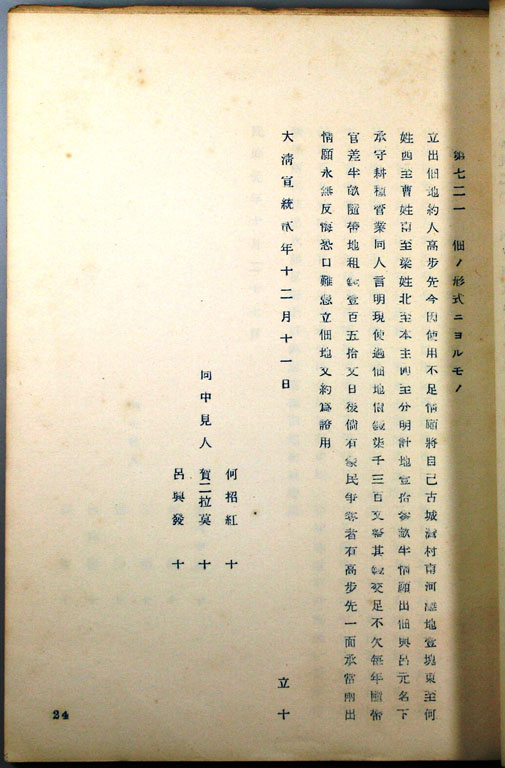 第七二一 佃ノ形式ニヨルモノ
立出佃地約人高步先今因使用不足情願將自己古城灣村南河灘地壹塊東至何
姓西至曹姓南至梁姓北至本主四至分明計地壹拾叁畝半情願出佃與呂元名下
承守耕種管業同人言明現使過佃地價錢柒千三百文整其錢交足不欠每年隨帶
官差半畝隨帶地租錢壹百五拾文日後倘有蒙民爭奪者有高步先一面承當兩出
情願永無反悔恐口難憑立佃地文約爲證用
大淸宣統貳年十二月十一日 立十
同中見人
何招紅 十
賀二拉莫 十
呂興發 十
24